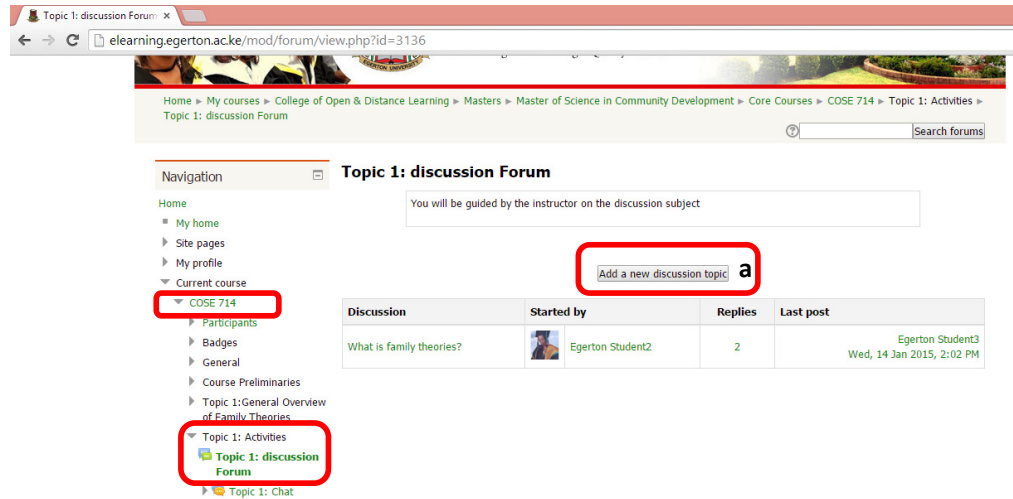 Topic 1: discussion Forum ×
elearning.egerton.ac.ke/mod/forum/view.php?id=3136
EGERTON UNIVERSITY
Home ► My courses ► College of Open & Distance Learning ► Masters ► Master of Science in Community Development ► Core Courses ► COSE 714 ► Topic 1: Activities ►
Topic 1: discussion Forum
Search forums
Navigation
Home
My home
Site pages
My profile
Current course
COSE 714
Participants
Badges
General
Course Preliminaries
Topic 1:General Overview
of Family Theories
Topic 1: Activities
Topic 1: discussion
Forum
Topic 1: Chat
Topic 1: discussion Forum
You will be guided by the instructor on the discussion subject
Add a new discussion topic a
Discussion Started by Replies Last post
What is family theories? Egerton Student2 2 Egerton Student3
Wed, 14 Jan 2015, 2:02 PM